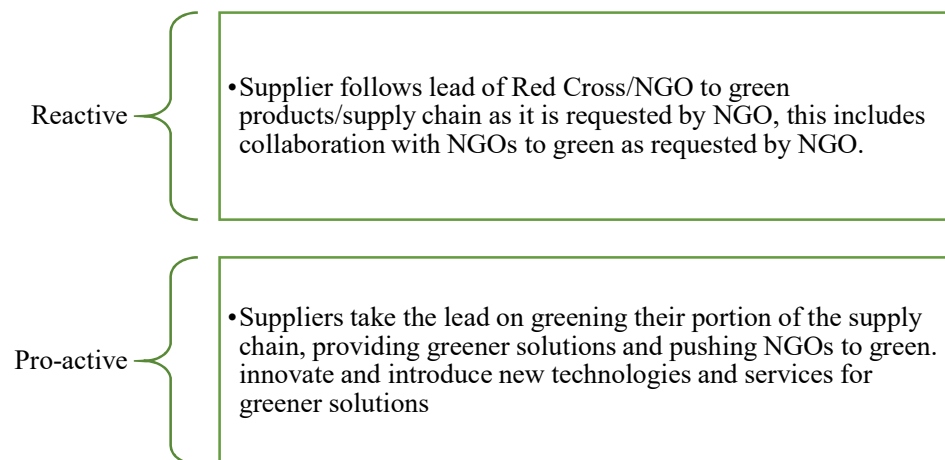 Reactive
•Supplier follows lead of Red Cross/NGO to green
products/supply chain as it is requested by NGO, this includes
collaboration with NGOs to green as requested by NGO.
Pro-active
•Suppliers take the lead on greening their portion of the supply
chain, providing greener solutions and pushing NGOs to green.
innovate and introduce new technologies and services for
greener solutions